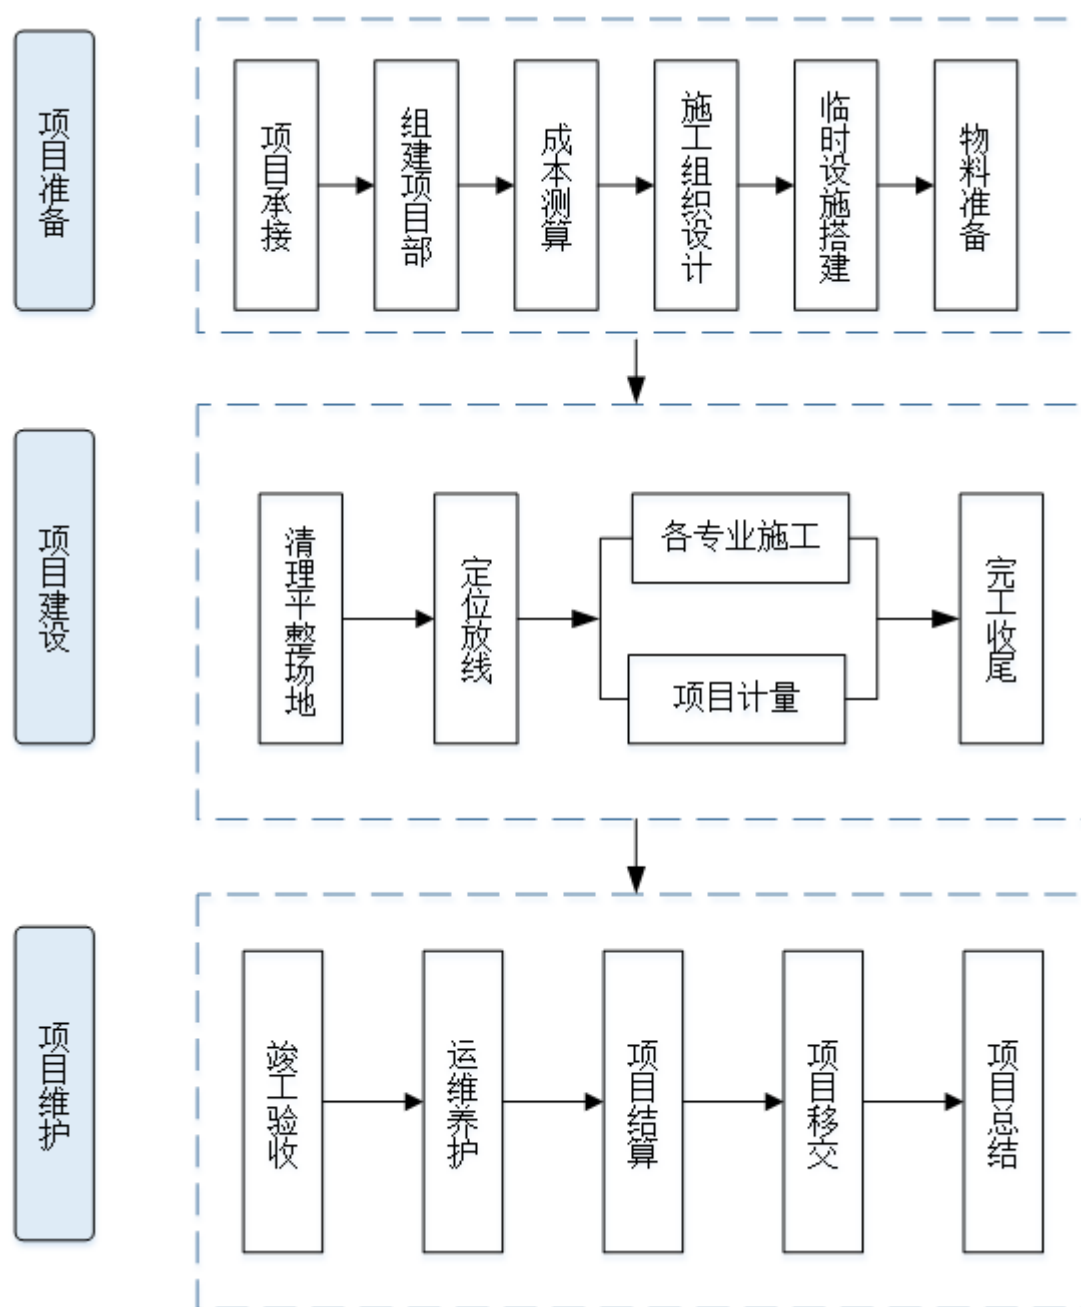 项目准备
项目承接
组建项目部
成本测算
施工组织设计
临时设施搭建
物料准备
项目建设
清理平整场地
定位放线
各专业施工
项目计量
完工收尾
项目维护
竣工验收
运维养护
项目结算
项目移交
项目总结